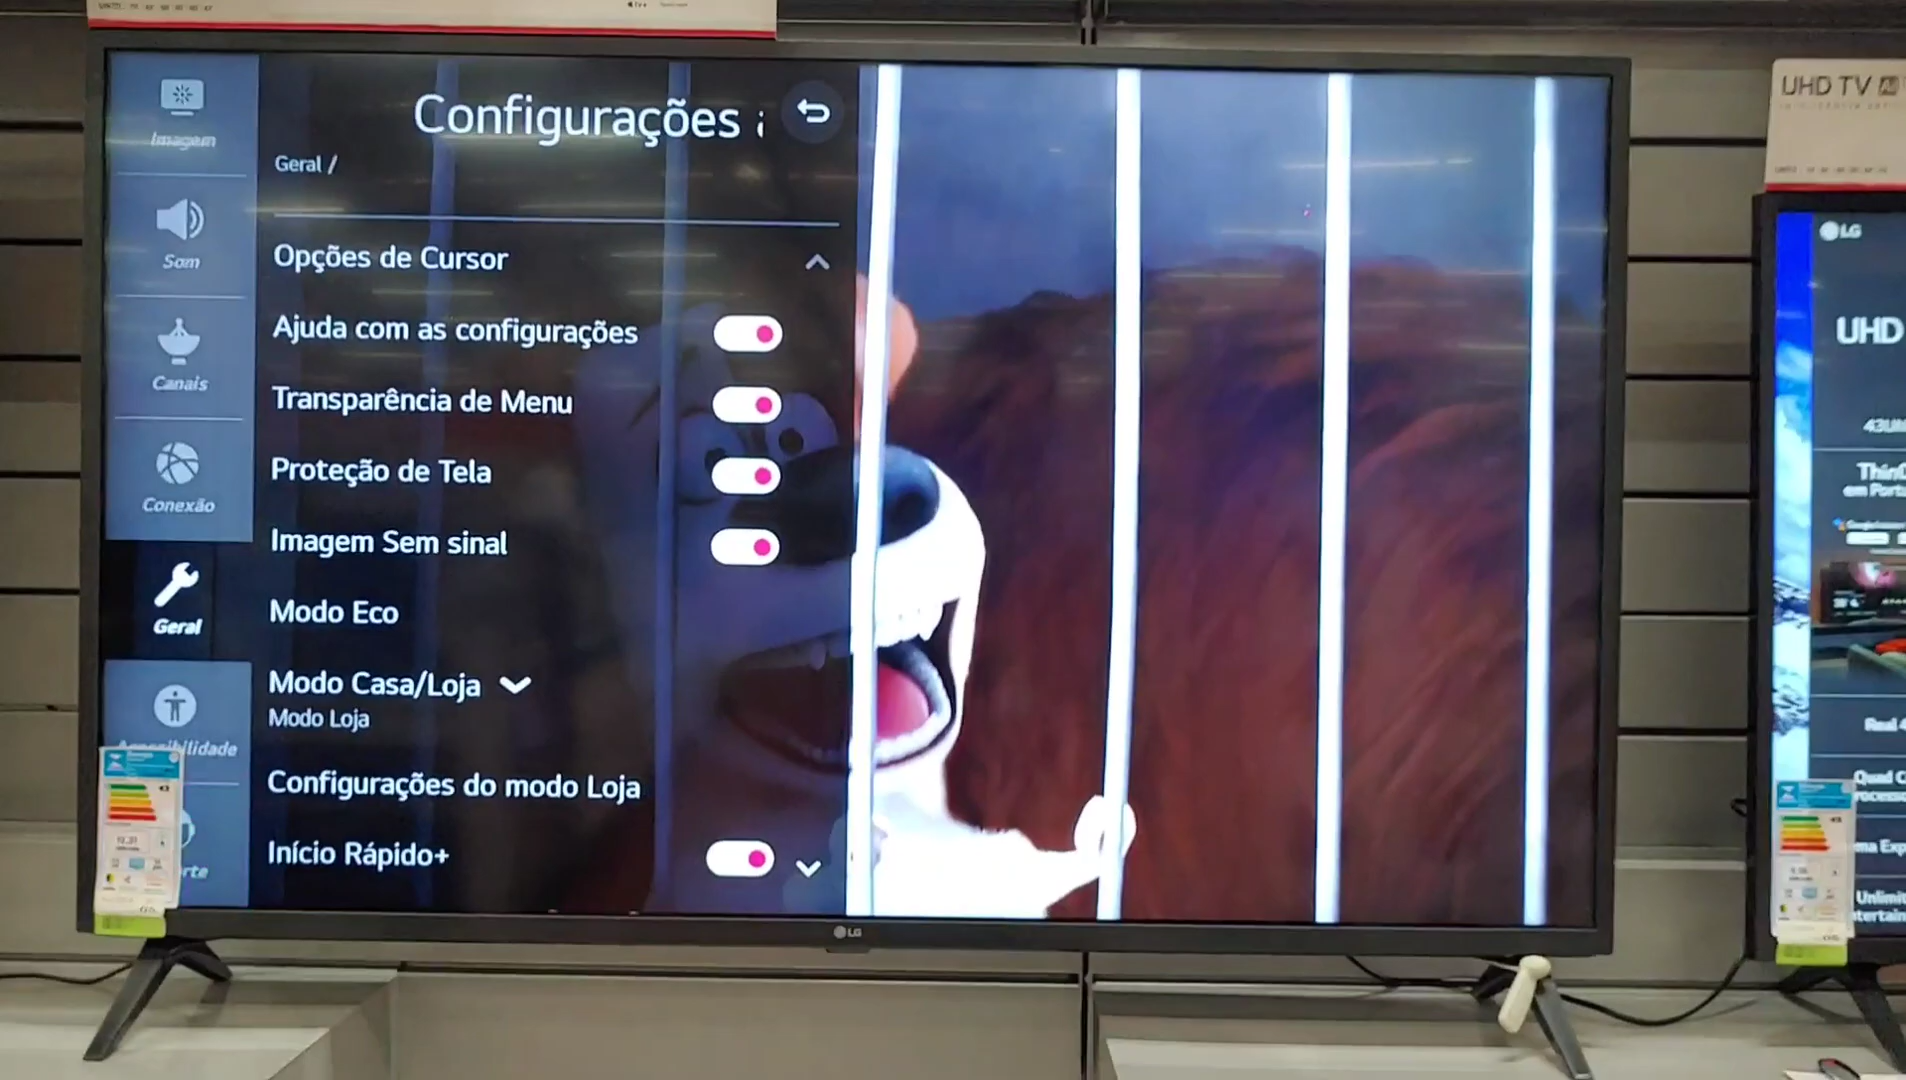 Imagem
Som
Canais
Conexão
Geral
Configurações
Geral /
Opções de Cursor
Ajuda com as configurações
Transparência de Menu
Proteção de Tela
Imagem Sem sinal
Modo Eco
Modo Casa/Loja
Modo Loja
Configurações do modo Loja
Início Rápido+
LG
UHD TV AI
LG
UHD
Quad C